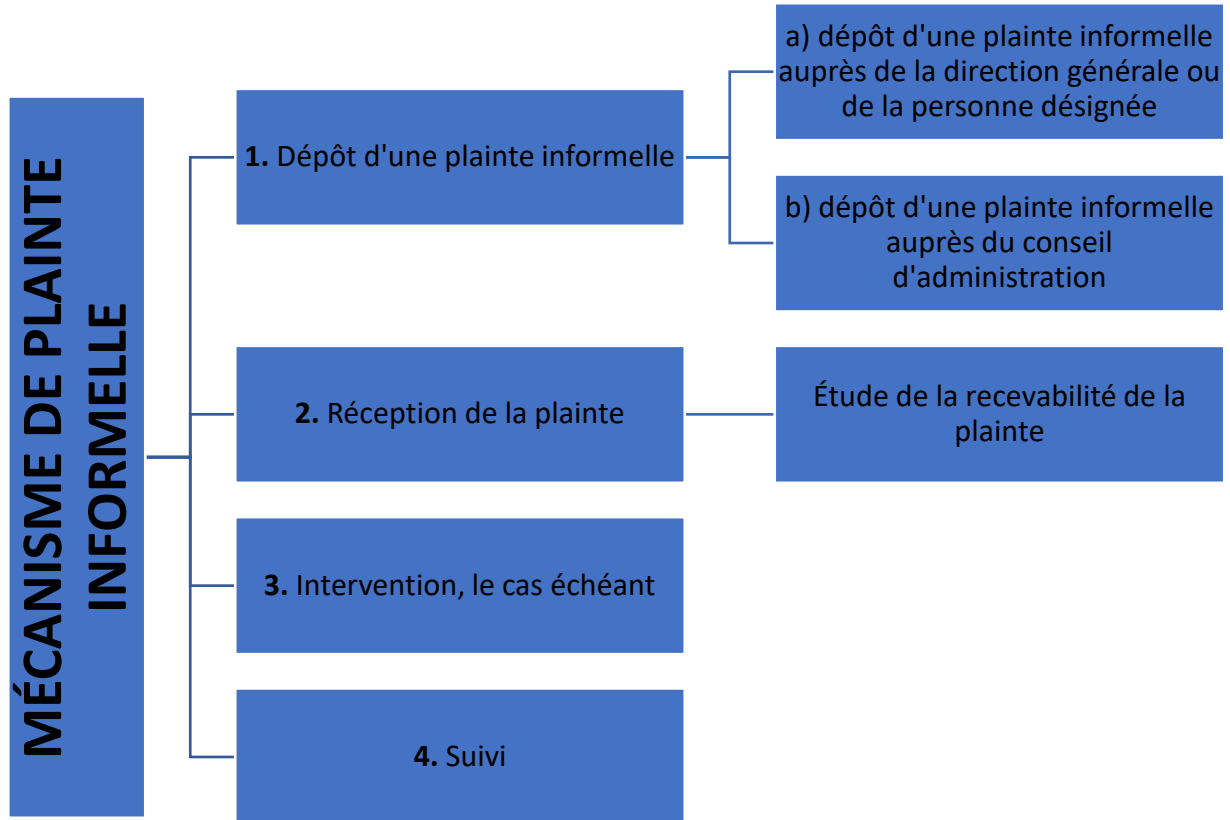 MÉCANISME DE PLAINTE
INFORMELLE
1. Dépôt d'une plainte informelle
a) dépôt d'une plainte informelle
auprès de la direction générale ou
de la personne désignée
b) dépôt d'une plainte informelle
auprès du conseil
d'administration
2. Réception de la plainte
Étude de la recevabilité de la
plainte
3. Intervention, le cas échéant
4. Suivi